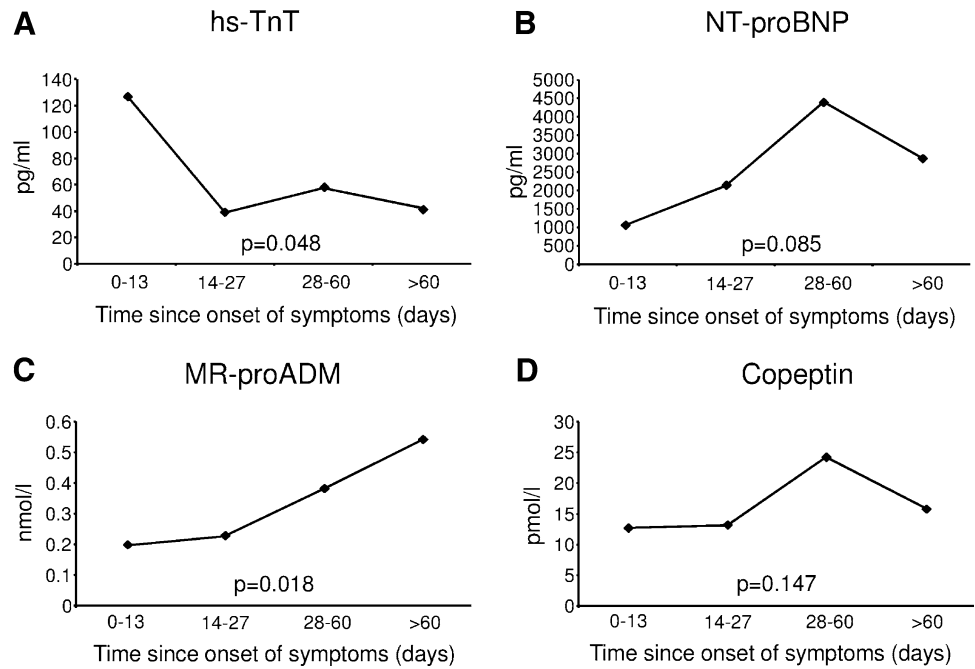 A
hs-TnT
pg/ml
140
120
100
80
60
40
20
0
p=0.048
0-13 14-27 28-60 >60
Time since onset of symptoms (days)
B
NT-proBNP
pg/ml
5000
4500
4000
3500
3000
2500
2000
1500
1000
500
0
p=0.085
0-13 14-27 28-60 >60
Time since onset of symptoms (days)
C
MR-proADM
nmol/l
0.6
0.5
0.4
0.3
0.2
0.1
0
p=0.018
0-13 14-27 28-60 >60
Time since onset of symptoms (days)
D
Copeptin
pmol/l
30
25
20
15
10
5
0
p=0.147
0-13 14-27 28-60 >60
Time since onset of symptoms (days)